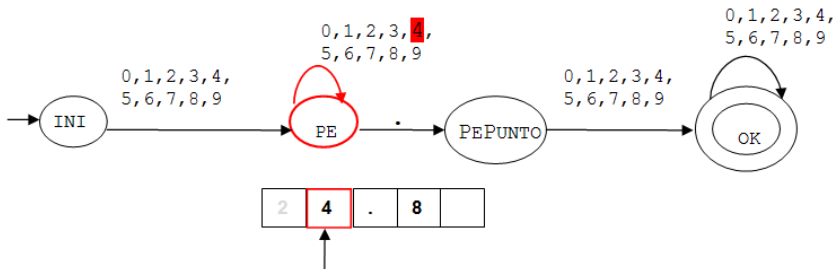 0,1,2,3,4,
5,6,7,8,9
0,1,2,3,4,
5,6,7,8,9
0,1,2,3,4,
5,6,7,8,9
0,1,2,3,4,
5,6,7,8,9
INI
PE
.
PEPUNTO
OK
2 4 . 8